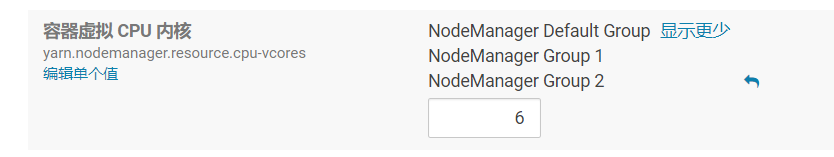 容器虚拟 CPU 内核
yarn.nodemanager.resource.cpu-vcores
编辑单个值
NodeManager Default Group 显示更少
NodeManager Group 1
NodeManager Group 2
6